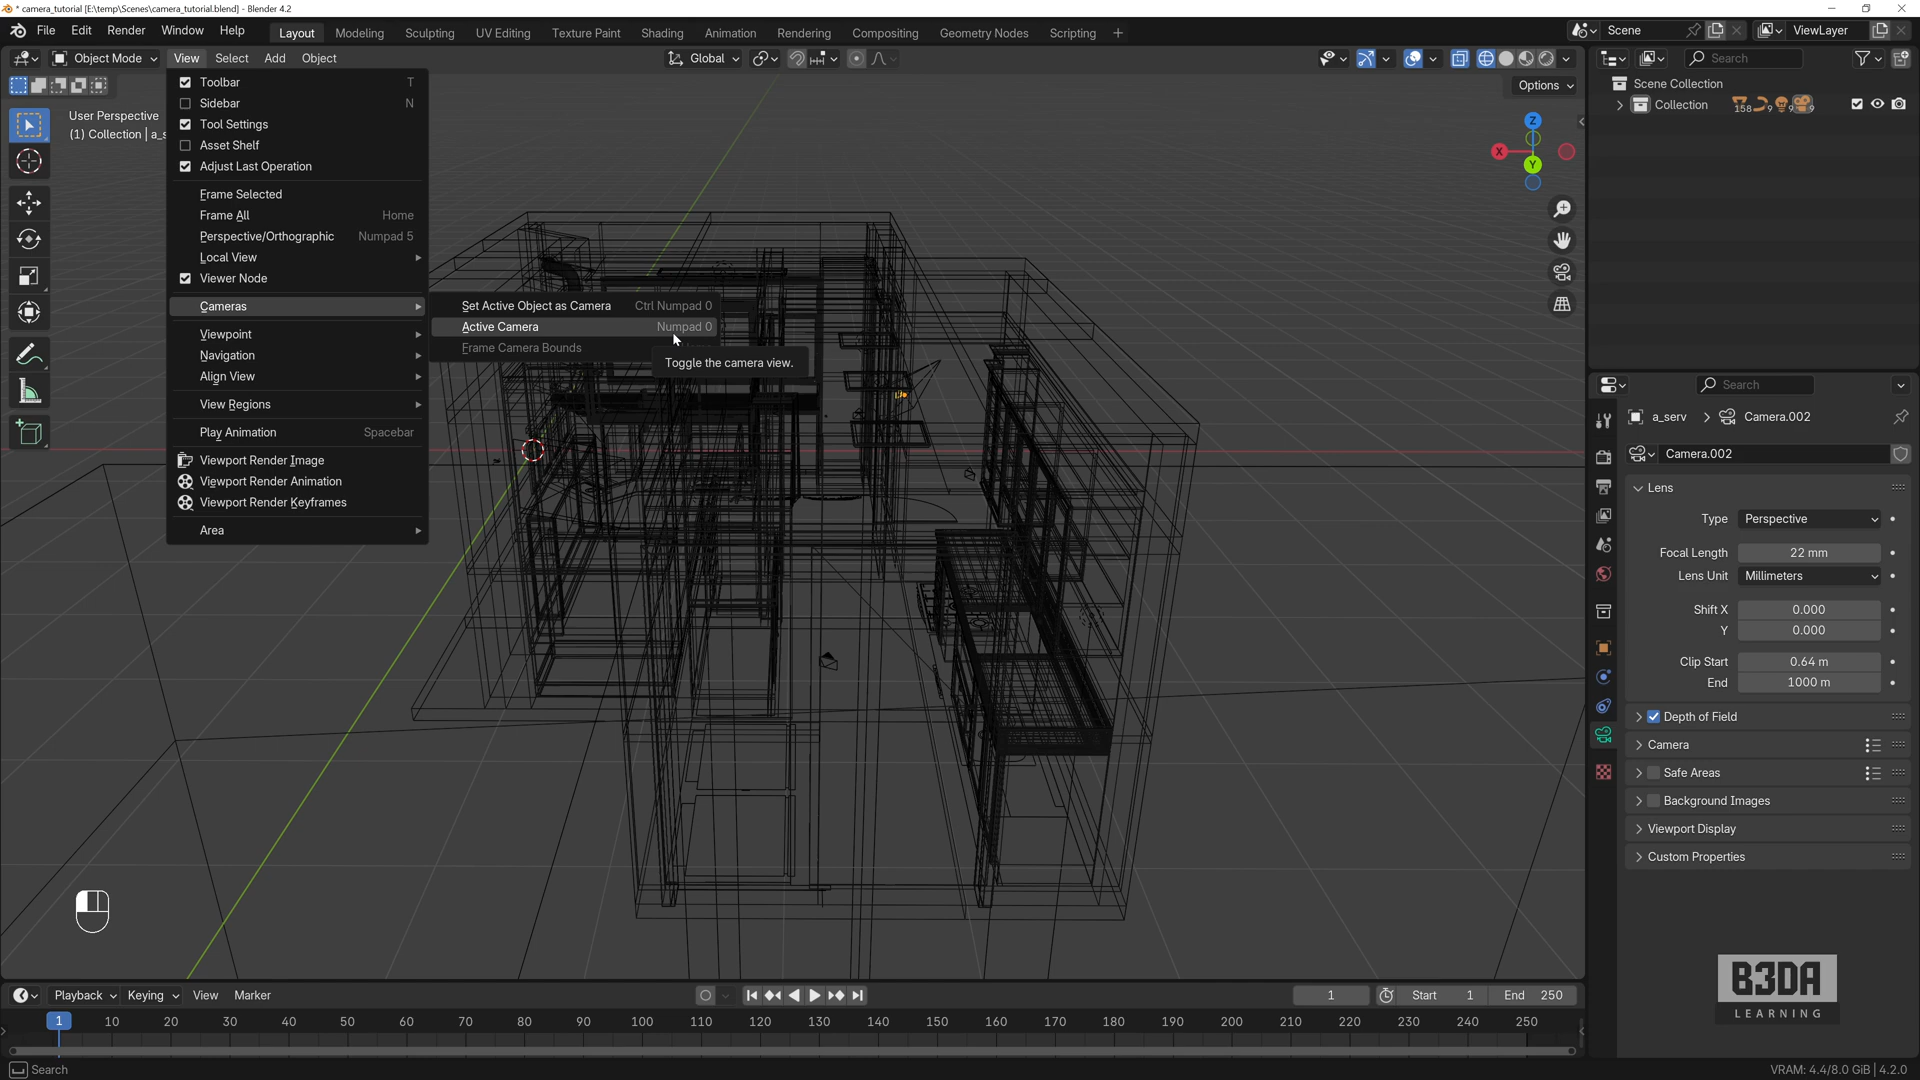 * camera_tutorial [E:\temp\Scenes\camera_tutorial.blend] - Blender 4.2
File Edit Render Window Help
Layout Modeling Sculpting UV Editing Texture Paint Shading Animation Rendering Compositing Geometry Nodes Scripting +
Scene
ViewLayer
Object Mode View Select Add Object
Global
Search
Options
User Perspective
(1) Collection | a_s
Toolbar T
Sidebar N
Tool Settings
Asset Shelf
Adjust Last Operation
Frame Selected
Frame All Home
Perspective/Orthographic Numpad 5
Local View
Viewer Node
Cameras
Viewpoint
Navigation
Align View
View Regions
Play Animation Spacebar
Viewport Render Image
Viewport Render Animation
Viewport Render Keyframes
Area
Set Active Object as Camera Ctrl Numpad 0
Active Camera Numpad 0
Frame Camera Bounds
Toggle the camera view.
Z
X
Y
Scene Collection
Collection 158 9 9 9
Search
a_serv Camera.002
Camera.002
Lens
Type Perspective
Focal Length 22 mm
Lens Unit Millimeters
Shift X 0.000
Y 0.000
Clip Start 0.64 m
End 1000 m
Depth of Field
Camera
Safe Areas
Background Images
Viewport Display
Custom Properties
B3DA
LEARNING
Playback Keying View Marker
1
Start 1 End 250
1 10 20 30 40 50 60 70 80 90 100 110 120 130 140 150 160 170 180 190 200 210 220 230 240 250
Search
VRAM: 4.4/8.0 GiB | 4.2.0